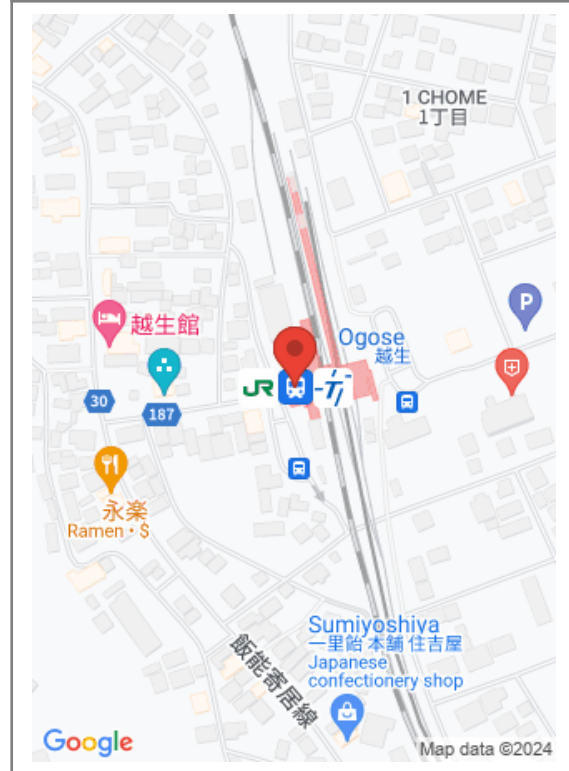 1 CHOME
1丁目
P
越生館
Ogose
越生
JR
30
187
永楽
Ramen・$
飯能寄居線
Sumiyoshiya
一里飴 本舗 住吉屋
Japanese
confectionery shop
Google
Map data ©2024